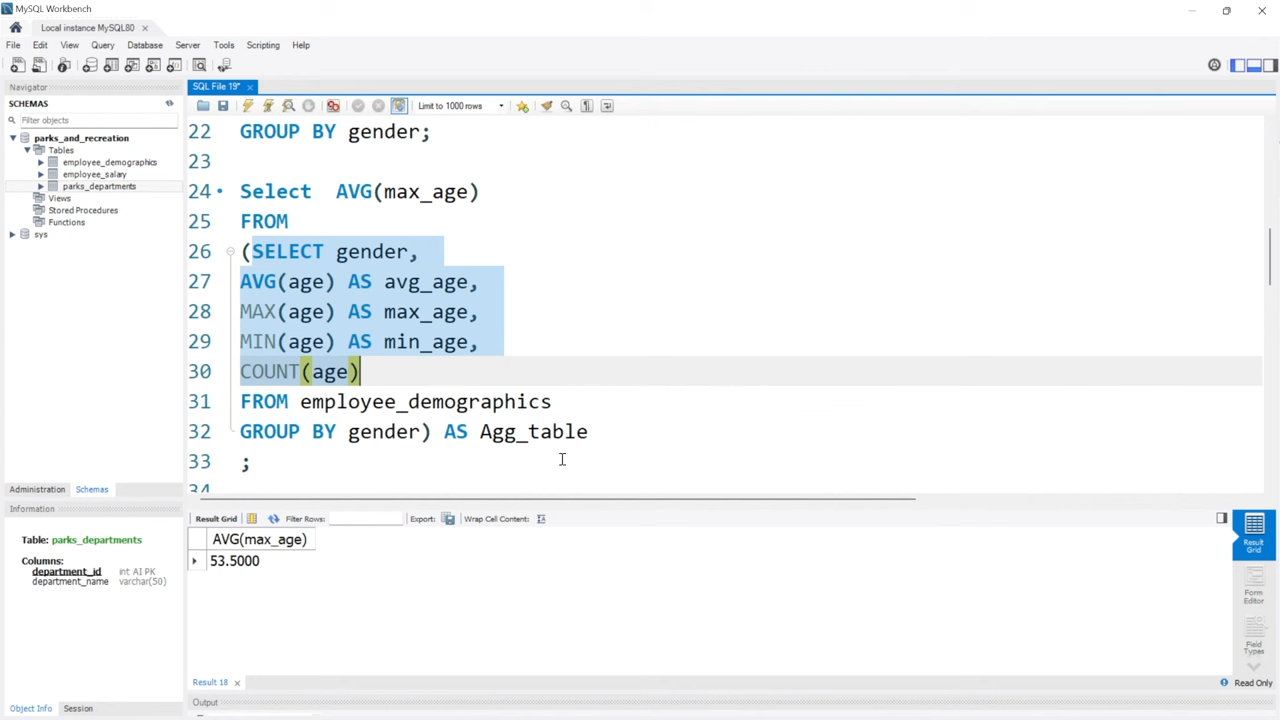 MySQL Workbench
Local instance MySQL80
File Edit View Query Database Server Tools Scripting Help
Navigator
SCHEMAS
Filter objects
parks_and_recreation
Tables
employee_demographics
employee_salary
parks_departments
Views
Stored Procedures
Functions
sys
Administration Schemas
Information
Table: parks_departments
Columns:
department_id int AI PK
department_name varchar(50)
Object Info Session
SQL File 19*
Limit to 1000 rows
22 GROUP BY gender;
23
24 Select AVG(max_age)
25 FROM
26 (SELECT gender,
27 AVG(age) AS avg_age,
28 MAX(age) AS max_age,
29 MIN(age) AS min_age,
30 COUNT(age)
31 FROM employee_demographics
32 GROUP BY gender) AS Agg_table
33 ;
34
Result Grid Filter Rows: Export: Wrap Cell Content:
AVG(max_age)
53.5000
Result Grid
Form Editor
Field Types
Result 18
Read Only
Output